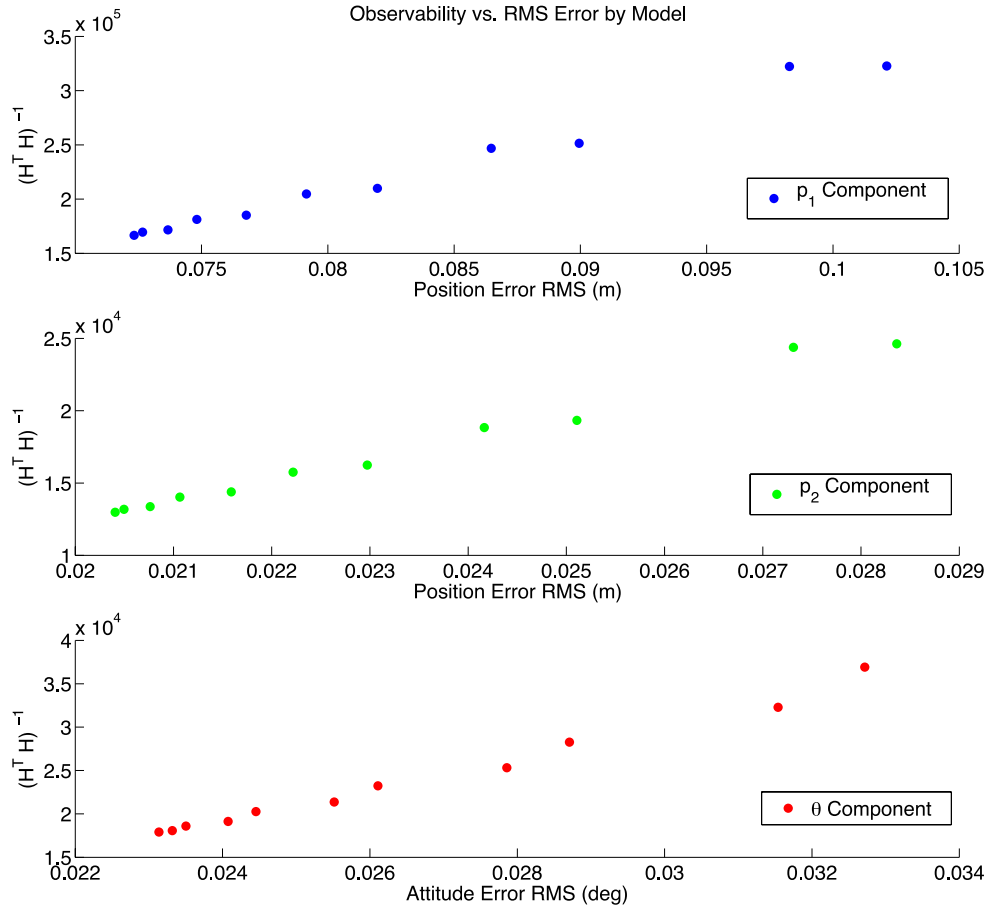 Observability vs. RMS Error by Model
x 10^5
3.5
3
2.5
2
1.5
(H^T H)^-1
0.075 0.08 0.085 0.09 0.095 0.1 0.105
Position Error RMS (m)
p_1 Component
x 10^4
2.5
2
1.5
1
(H^T H)^-1
0.02 0.021 0.022 0.023 0.024 0.025 0.026 0.027 0.028 0.029
Position Error RMS (m)
p_2 Component
x 10^4
4
3.5
3
2.5
2
1.5
(H^T H)^-1
0.022 0.024 0.026 0.028 0.03 0.032 0.034
Attitude Error RMS (deg)
θ Component